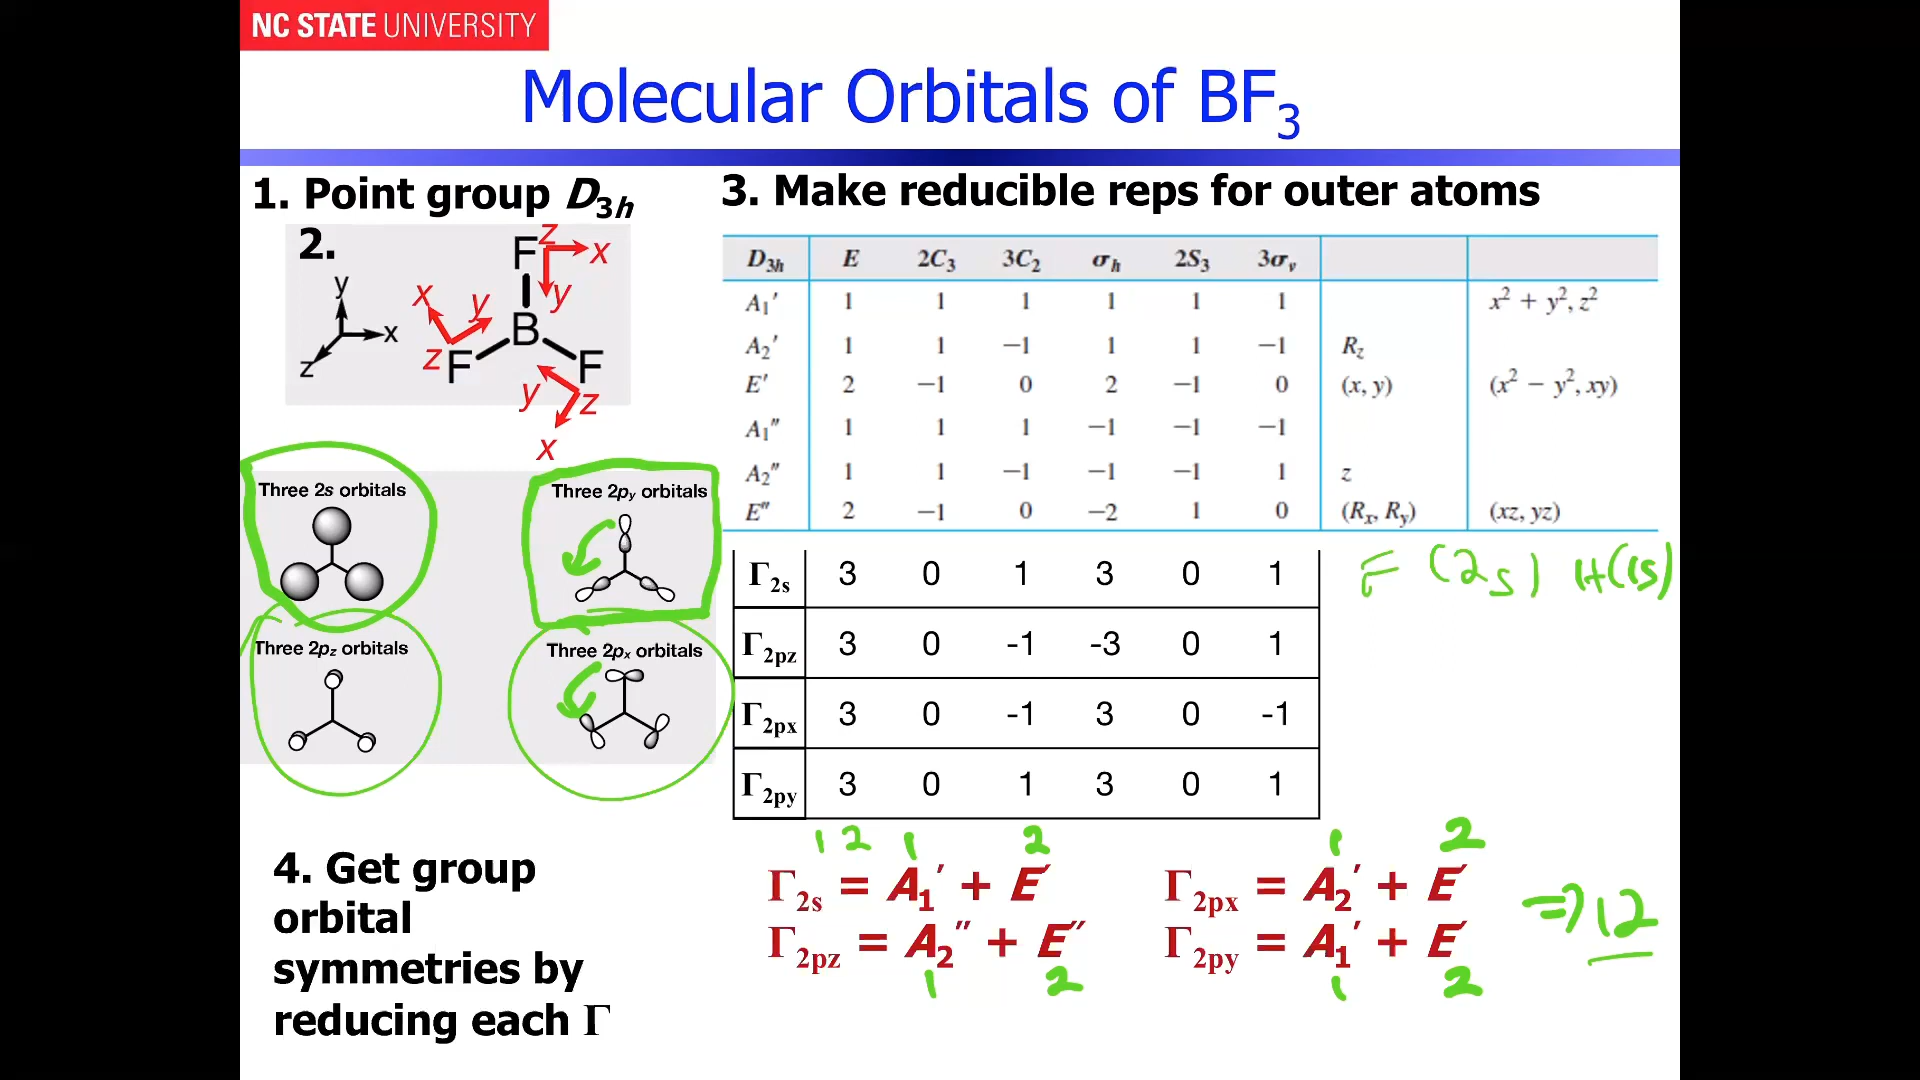 NC STATE UNIVERSITY
Molecular Orbitals of BF₃
1. Point group D₃ₕ
2.
y
x
z
F z x
y
x y
B
z F
F
y
z
x
Three 2s orbitals
Three 2p_y orbitals
Three 2p_z orbitals
Three 2p_x orbitals
3. Make reducible reps for outer atoms
D₃ₕ E 2C₃ 3C₂ σₕ 2S₃ 3σᵥ
A₁′ 1 1 1 1 1 1 x² + y², z²
A₂′ 1 1 −1 1 1 −1 R_z
E′ 2 −1 0 2 −1 0 (x, y) (x² − y², xy)
A₁″ 1 1 1 −1 −1 −1
A₂″ 1 1 −1 −1 −1 1 z
E″ 2 −1 0 −2 1 0 (Rₓ, R_y) (xz, yz)
Γ2s 3 0 1 3 0 1
F (2s) H(1s)
Γ2pz 3 0 -1 -3 0 1
Γ2px 3 0 -1 3 0 -1
Γ2py 3 0 1 3 0 1
1 2 1 2 1 2
Γ2s = A₁′ + E′ Γ2px = A₂′ + E′
⇒ 12
Γ2pz = A₂″ + E″ Γ2py = A₁′ + E′
1 2 1 2
4. Get group
orbital
symmetries by
reducing each Γ